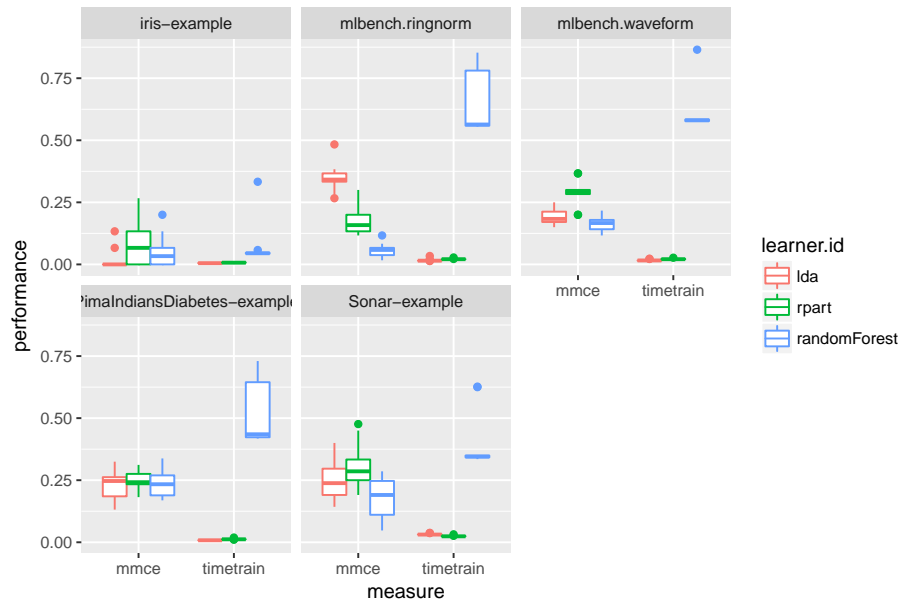 iris−example
mlbench.ringnorm
mlbench.waveform
0.75
0.50
0.25
0.00
mmce
timetrain
PimaIndiansDiabetes−example
Sonar−example
0.75
0.50
0.25
0.00
mmce
timetrain
mmce
timetrain
measure
performance
learner.id
lda
rpart
randomForest